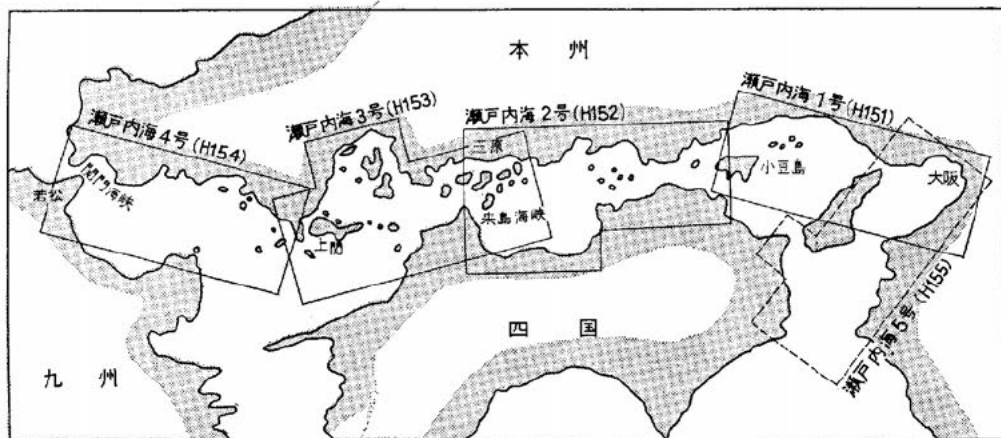 本州
瀬戸内海1号(H151)
瀬戸内海2号(H152)
瀬戸内海3号(H153)
瀬戸内海4号(H154)
三原
小豆島
大阪
関門海峡
若松
来島海峡
上関
瀬戸内海5号(H155)
四国
九州